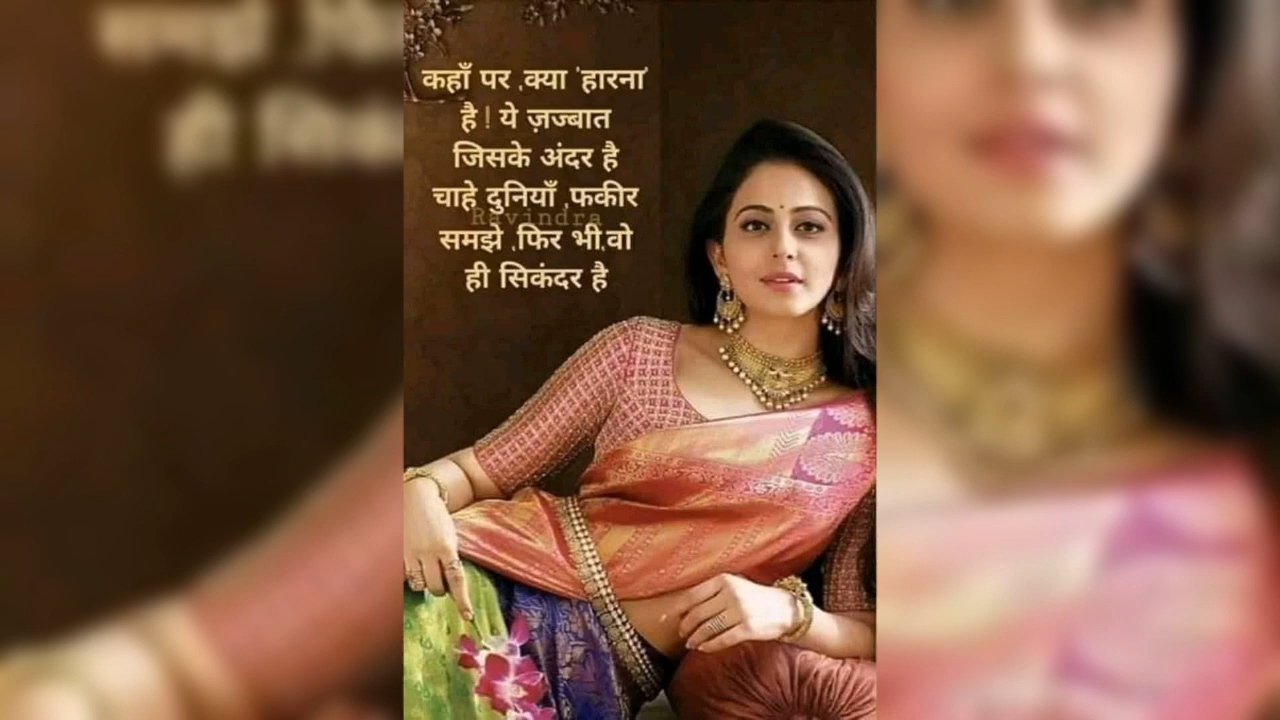 कहाँ पर ,क्या 'हारना'
है ! ये ज़ज्बात
जिसके अंदर है
चाहे दुनियाँ ,फकीर
Ravindra
समझे ,फिर भी,वो
ही सिकंदर है